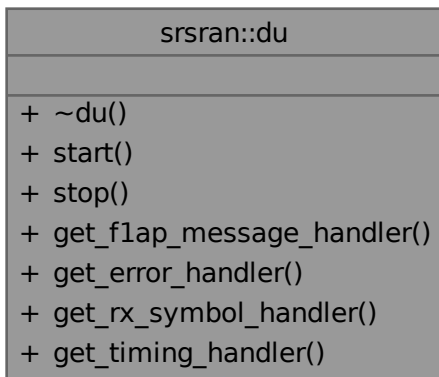 srsran::du
+ ~du()
+ start()
+ stop()
+ get_f1ap_message_handler()
+ get_error_handler()
+ get_rx_symbol_handler()
+ get_timing_handler()